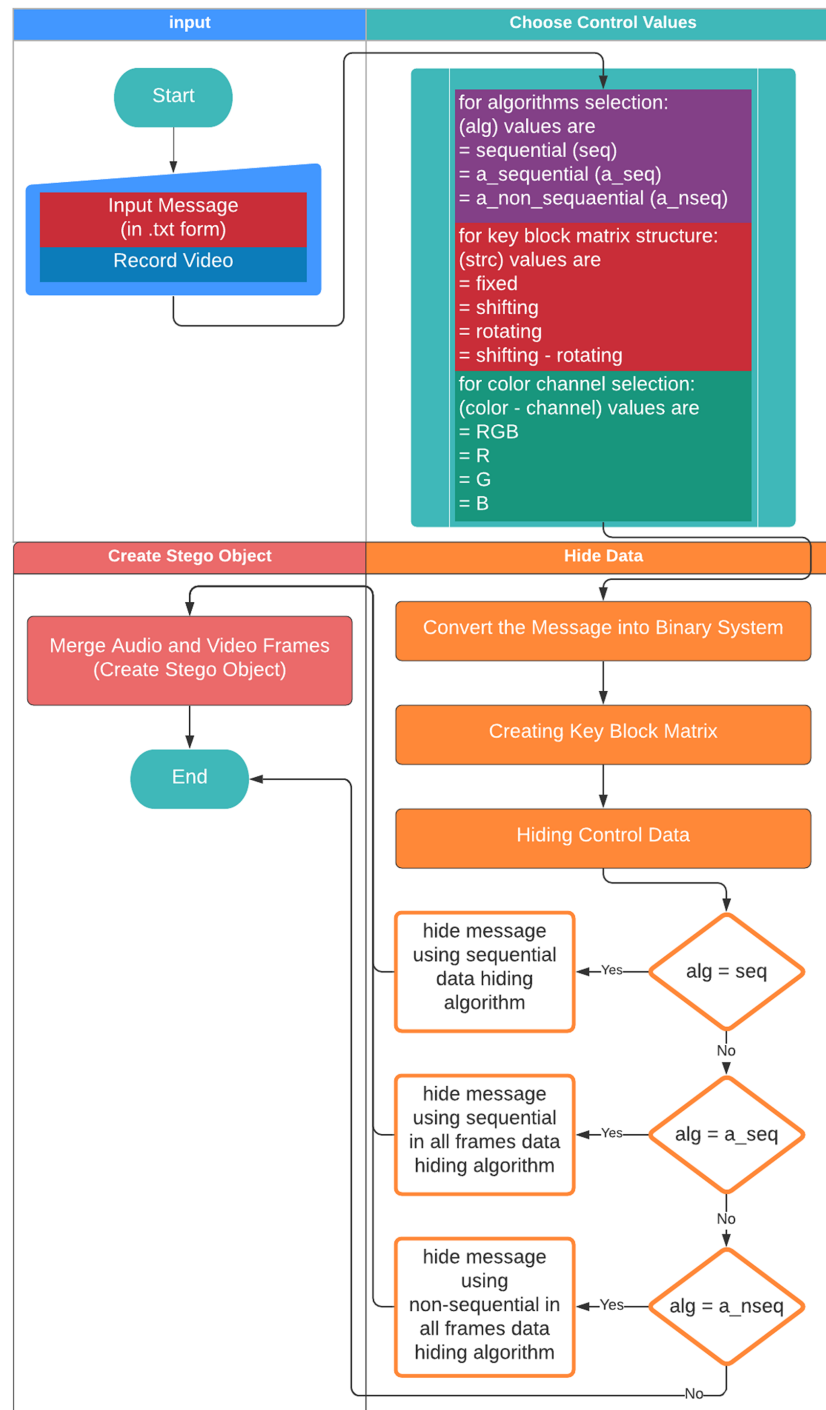 input
Start
Input Message
(in .txt form)
Record Video
Choose Control Values
for algorithms selection:
(alg) values are
= sequential (seq)
= a_sequential (a_seq)
= a_non_sequaential (a_nseq)
for key block matrix structure:
(strc) values are
= fixed
= shifting
= rotating
= shifting - rotating
for color channel selection:
(color - channel) values are
= RGB
= R
= G
= B
Hide Data
Convert the Message into Binary System
Creating Key Block Matrix
Hiding Control Data
alg = seq
Yes
hide message
using sequential
data hiding
algorithm
No
alg = a_seq
Yes
hide message
using sequential
in all frames data
hiding algorithm
No
alg = a_nseq
Yes
hide message
using
non-sequential in
all frames data
hiding algorithm
No
Create Stego Object
Merge Audio and Video Frames
(Create Stego Object)
End